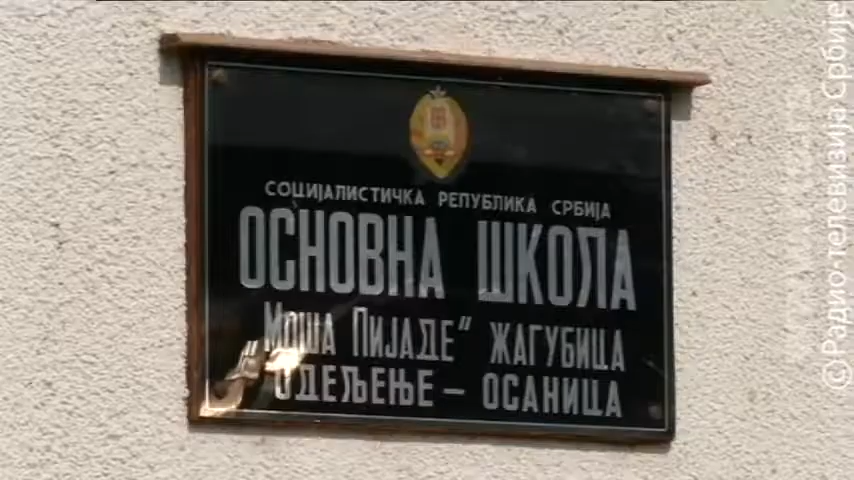 СОЦИЈАЛИСТИЧКА РЕПУБЛИКА СРБИЈА
ОСНОВНА ШКОЛА
МОША ПИЈАДЕ" ЖАГУБИЦА
ОДЕЉЕЊЕ – ОСАНИЦА
© Радио-телевизија Србије